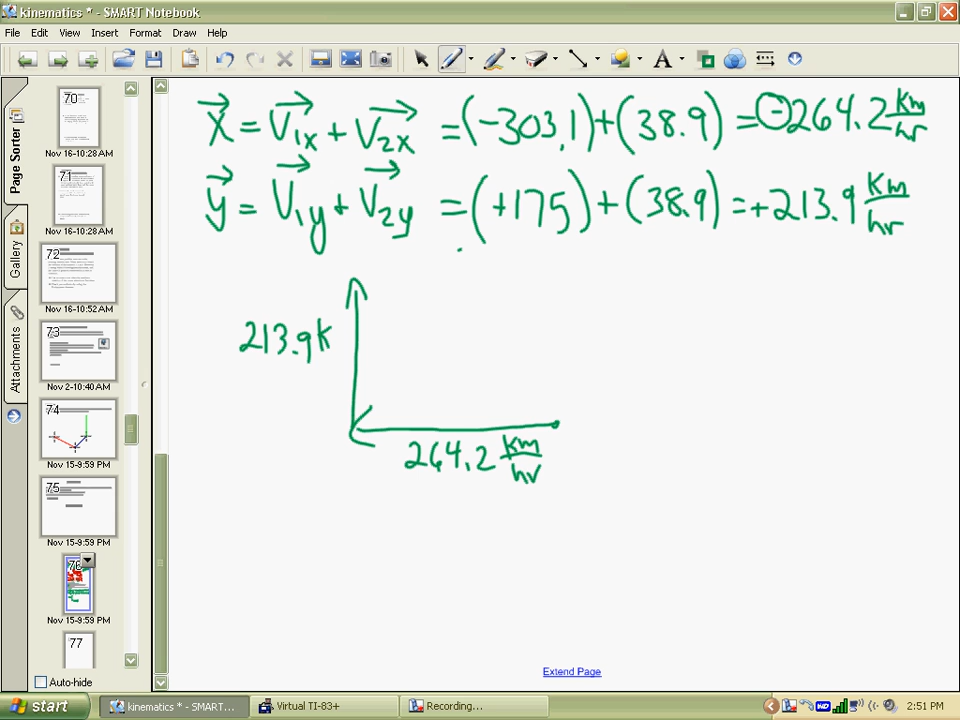 kinematics * - SMART Notebook
File Edit View Insert Format Draw Help
Page Sorter
Gallery
Attachments
70
Nov 16-10:28 AM
71
Nov 16-10:28 AM
72
Nov 16-10:52 AM
73
Nov 2-10:40 AM
74
Nov 15-9:59 PM
75
Nov 15-9:59 PM
76
Nov 15-9:59 PM
77
Auto-hide
X = V1x + V2x = (-303.1) + (38.9) = -264.2 Km/hr
y = V1y + V2y = (+175) + (38.9) = +213.9 Km/hr
213.9 K
264.2 Km/hr
Extend Page
start
kinematics * - SMART...
Virtual TI-83+
Recording...
2:51 PM